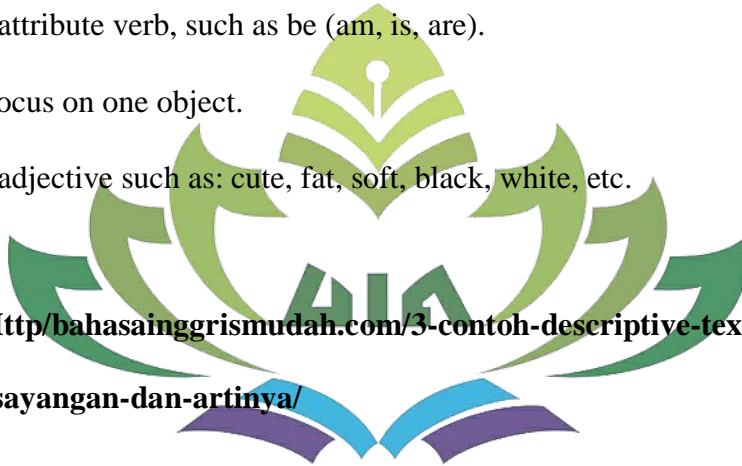 attribute verb, such as be (am, is, are).
ocus on one object.
adjective such as: cute, fat, soft, black, white, etc.
ttp/bahasainggrismudah.com/3-contoh-descriptive-tex
sayangan-dan-artinya/